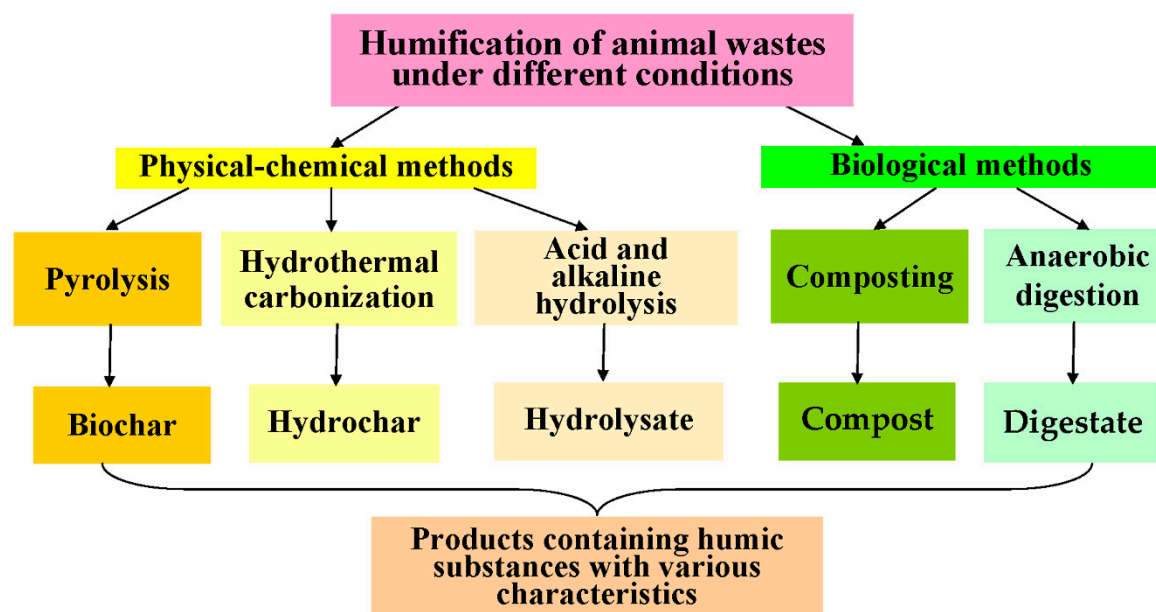 Humification of animal wastes
under different conditions
Physical-chemical methods
Biological methods
Pyrolysis
Hydrothermal
carbonization
Acid and
alkaline
hydrolysis
Composting
Anaerobic
digestion
Biochar
Hydrochar
Hydrolysate
Compost
Digestate
Products containing humic
substances with various
characteristics